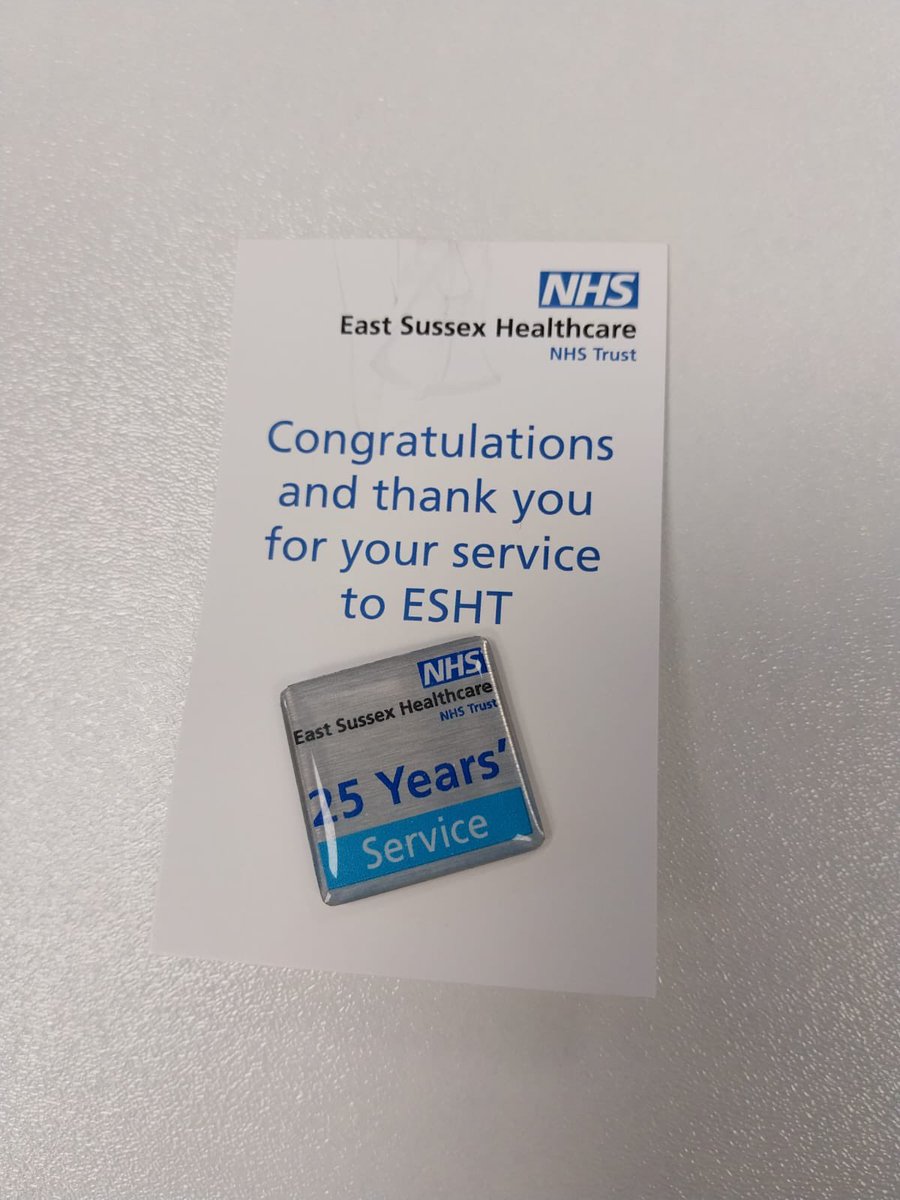 NHS
East Sussex Healthcare
NHS Trust
Congratulations
and thank you
for your service
to ESHT
NHS
East Sussex Healthcare
NHS Trust
25 Years'
Service